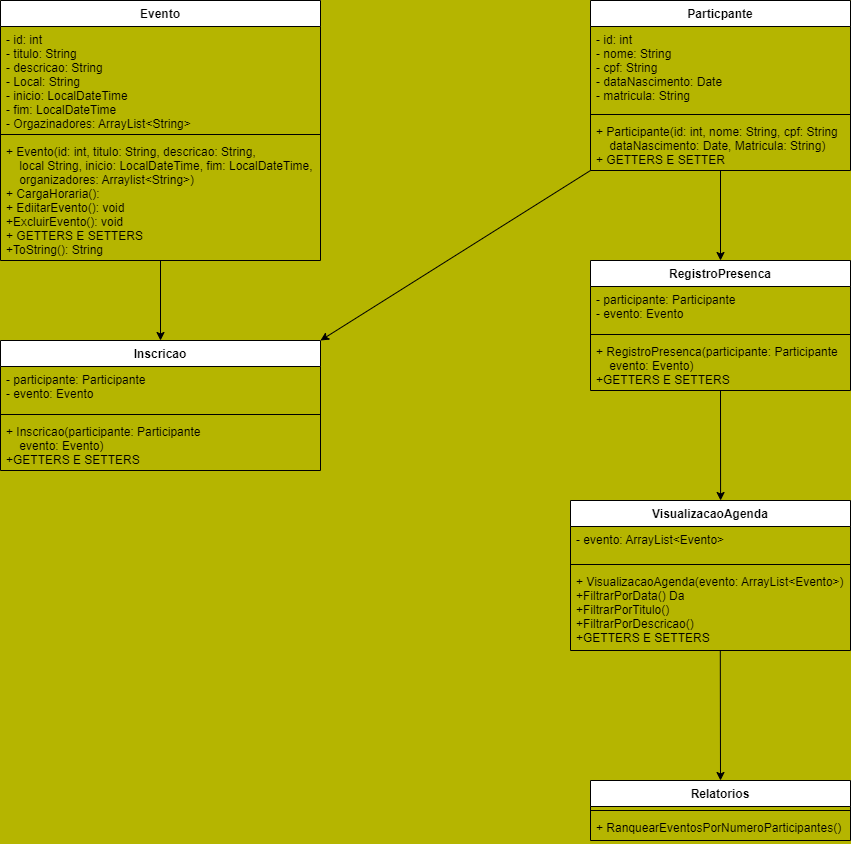 Evento
- id: int
- titulo: String
- descricao: String
- Local: String
- inicio: LocalDateTime
- fim: LocalDateTime
- Orgazinadores: ArrayList<String>
+ Evento(id: int, titulo: String, descricao: String,
local String, inicio: LocalDateTime, fim: LocalDateTime,
organizadores: Arraylist<String>)
+ CargaHoraria():
+ EdiitarEvento(): void
+ExcluirEvento(): void
+ GETTERS E SETTERS
+ToString(): String
Particpante
- id: int
- nome: String
- cpf: String
- dataNascimento: Date
- matricula: String
+ Participante(id: int, nome: String, cpf: String
dataNascimento: Date, Matricula: String)
+ GETTERS E SETTER
RegistroPresenca
- participante: Participante
- evento: Evento
+ RegistroPresenca(participante: Participante
evento: Evento)
+GETTERS E SETTERS
Inscricao
- participante: Participante
- evento: Evento
+ Inscricao(participante: Participante
evento: Evento)
+GETTERS E SETTERS
VisualizacaoAgenda
- evento: ArrayList<Evento>
+ VisualizacaoAgenda(evento: ArrayList<Evento>)
+FiltrarPorData() Da
+FiltrarPorTitulo()
+FiltrarPorDescricao()
+GETTERS E SETTERS
Relatorios
+ RanquearEventosPorNumeroParticipantes()